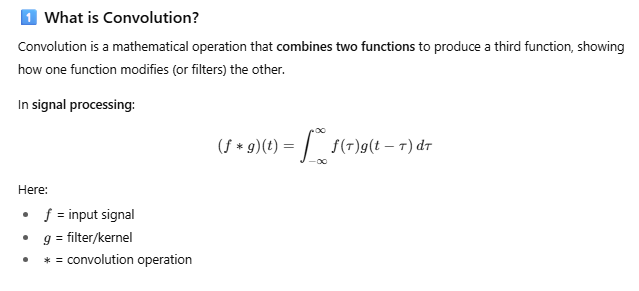 1 What is Convolution?
Convolution is a mathematical operation that combines two functions to produce a third function, showing
how one function modifies (or filters) the other.
In signal processing:
(f * g)(t) = ∫_{-∞}^{∞} f(τ)g(t − τ) dτ
Here:
• f = input signal
• g = filter/kernel
• * = convolution operation